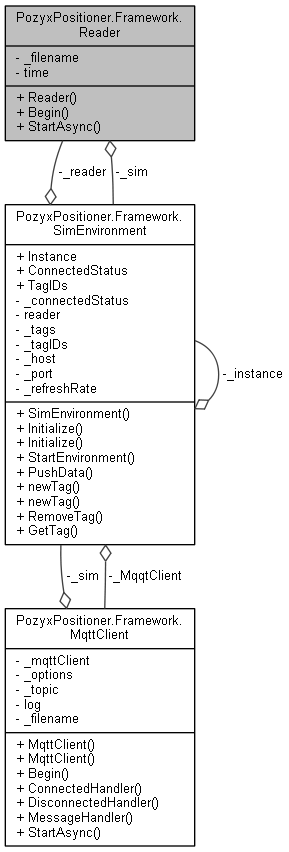 PozyxPositioner.Framework.
Reader
- _filename
- time
+ Reader()
+ Begin()
+ StartAsync()
-_reader
-_sim
PozyxPositioner.Framework.
SimEnvironment
+ Instance
+ ConnectedStatus
+ TagIDs
- _connectedStatus
- reader
- _tags
- _tagIDs
- _host
- _port
- _refreshRate
+ SimEnvironment()
+ Initialize()
+ Initialize()
+ StartEnvironment()
+ PushData()
+ newTag()
+ newTag()
+ RemoveTag()
+ GetTag()
-_instance
-_sim
-_MqqtClient
PozyxPositioner.Framework.
MqttClient
- _mqttClient
- _options
- _topic
- log
- _filename
+ MqttClient()
+ MqttClient()
+ Begin()
+ ConnectedHandler()
+ DisconnectedHandler()
+ MessageHandler()
+ StartAsync()